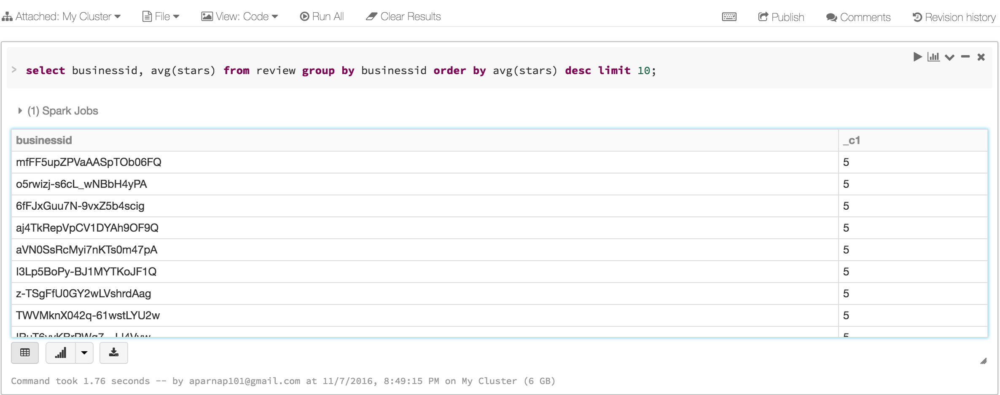 Attached: My Cluster File View: Code Run All Clear Results Publish Comments Revision history
> select businessid, avg(stars) from review group by businessid order by avg(stars) desc limit 10;
(1) Spark Jobs
businessid _c1
mfFF5upZPVaAASpTOb06FQ 5
o5rwizj-s6cL_wNBbH4yPA 5
6fFJxGuu7N-9vxZ5b4scig 5
aj4TkRepVpCV1DYAh9OF9Q 5
aVN0SsRcMyi7nKTs0m47pA 5
l3Lp5BoPy-BJ1MYTKoJF1Q 5
z-TSgFfU0GY2wLVshrdAag 5
TWVMknX042q-61wstLYU2w 5
5
Command took 1.76 seconds -- by aparnap101@gmail.com at 11/7/2016, 8:49:15 PM on My Cluster (6 GB)